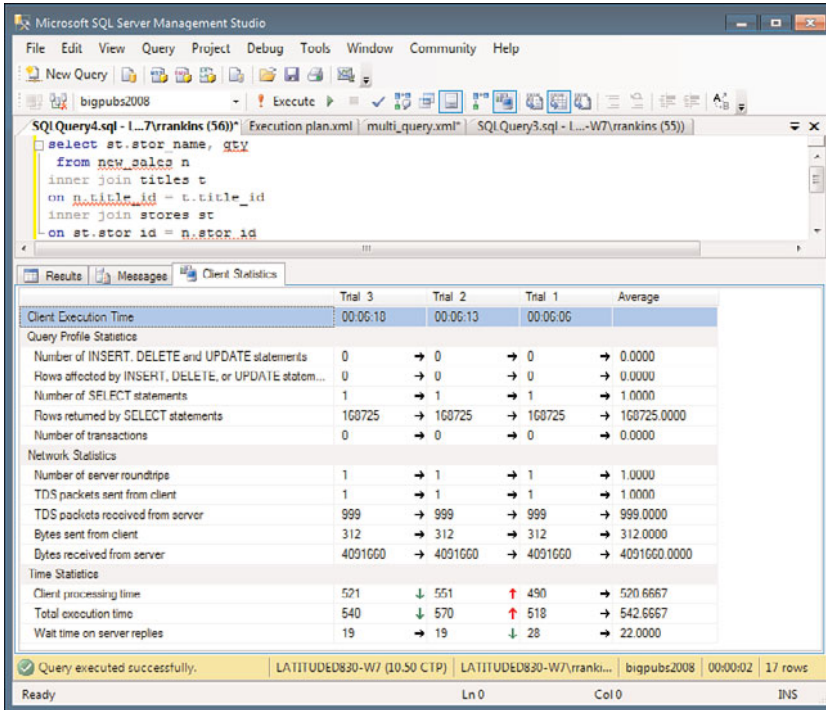 Microsoft SQL Server Management Studio
File Edit View Query Project Debug Tools Window Community Help
New Query
bigpubs2008 Execute
SQLQuery4.sql - L...7\rrankins (56))* Execution plan.xml multi_query.xml* SQLQuery3.sql - L...-W7\rrankins (55))
select st.stor_name, qty
from new_sales n
inner join titles t
on n.title_id = t.title_id
inner join stores st
on st.stor_id = n.stor_id
Results Messages Client Statistics
Trial 3 Trial 2 Trial 1 Average
Client Execution Time 00:06:18 00:06:13 00:06:06
Query Profile Statistics
Number of INSERT, DELETE and UPDATE statements 0 → 0 → 0 → 0.0000
Rows affected by INSERT, DELETE, or UPDATE statem... 0 → 0 → 0 → 0.0000
Number of SELECT statements 1 → 1 → 1 → 1.0000
Rows returned by SELECT statements 168725 → 168725 → 168725 → 168725.0000
Number of transactions 0 → 0 → 0 → 0.0000
Network Statistics
Number of server roundtrips 1 → 1 → 1 → 1.0000
TDS packets sent from client 1 → 1 → 1 → 1.0000
TDS packets received from server 999 → 999 → 999 → 999.0000
Bytes sent from client 312 → 312 → 312 → 312.0000
Bytes received from server 4091660 → 4091660 → 4091660 → 4091660.0000
Time Statistics
Client processing time 521 ↓ 551 ↑ 490 → 520.6667
Total execution time 540 ↓ 570 ↑ 518 → 542.6667
Wait time on server replies 19 → 19 ↓ 28 → 22.0000
Query executed successfully. LATITUDED830-W7 (10.50 CTP) LATITUDED830-W7\rranki... bigpubs2008 00:00:02 17 rows
Ready Ln 0 Col 0 INS